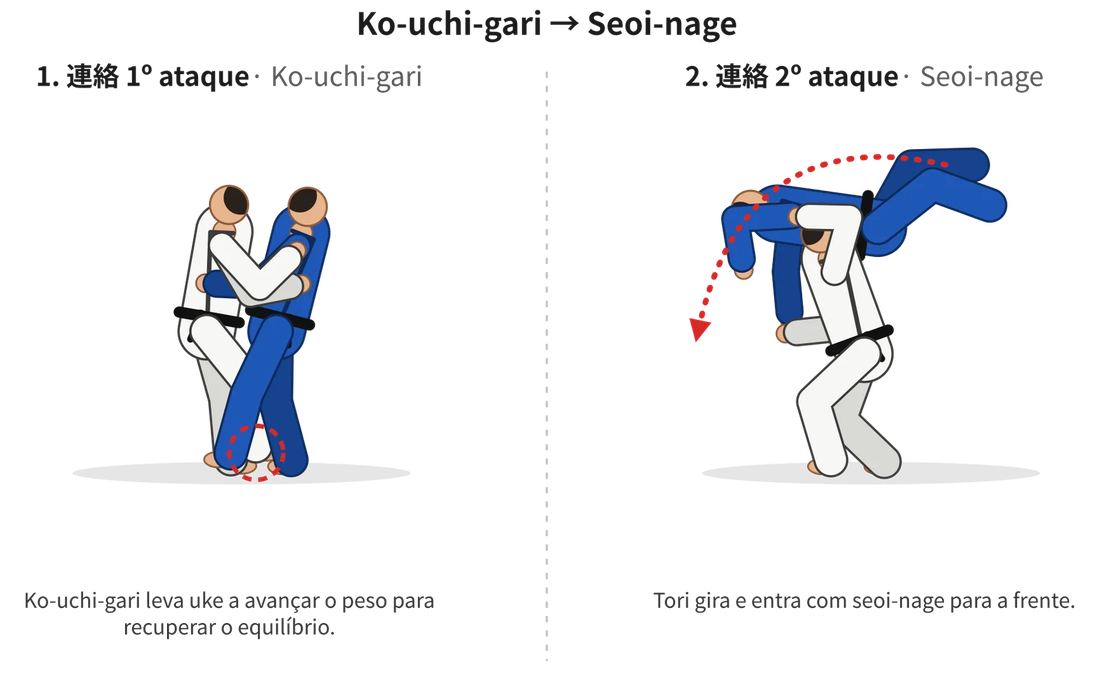 Ko-uchi-gari → Seoi-nage
1. 連絡 1º ataque · Ko-uchi-gari
2. 連絡 2º ataque · Seoi-nage
Ko-uchi-gari leva uke a avançar o peso para
recuperar o equilíbrio.
Tori gira e entra com seoi-nage para a frente.